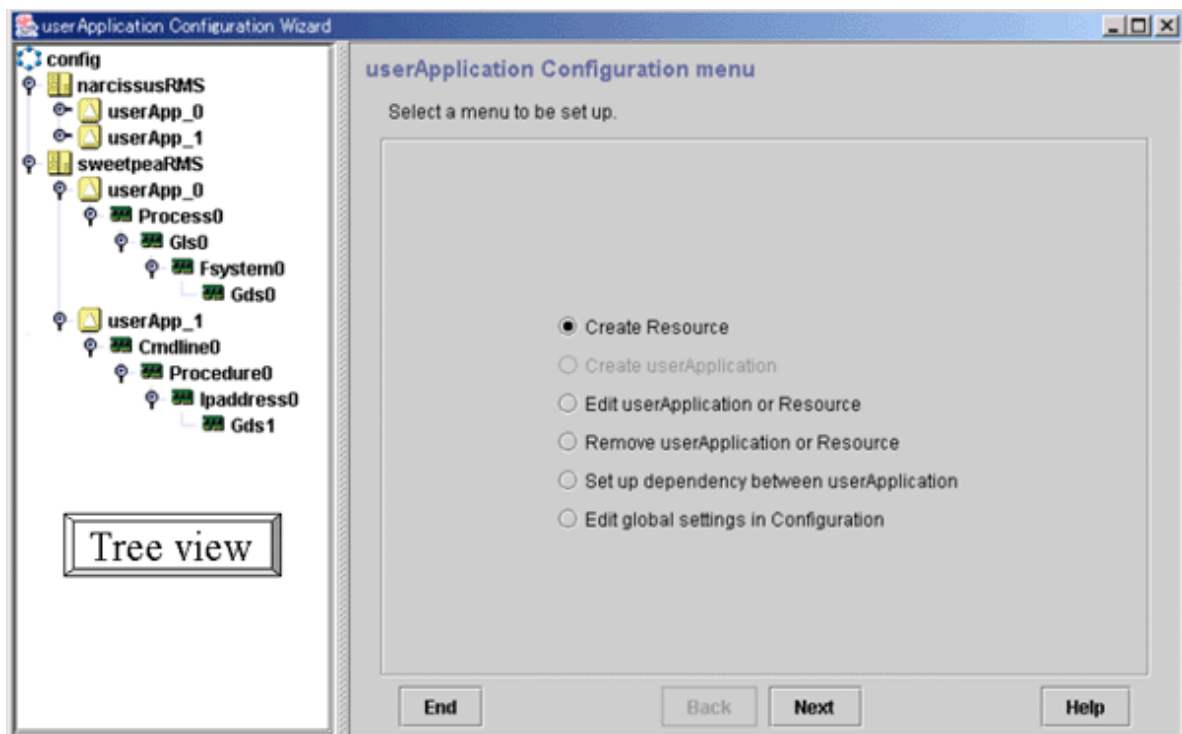 userApplication Configuration Wizard
config
narcissusRMS
userApp_0
userApp_1
sweetpeaRMS
userApp_0
Process0
Gls0
Fsystem0
Gds0
userApp_1
Cmdline0
Procedure0
Ipaddress0
Gds1
Tree view
userApplication Configuration menu
Select a menu to be set up.
Create Resource
Create userApplication
Edit userApplication or Resource
Remove userApplication or Resource
Set up dependency between userApplication
Edit global settings in Configuration
End
Back
Next
Help